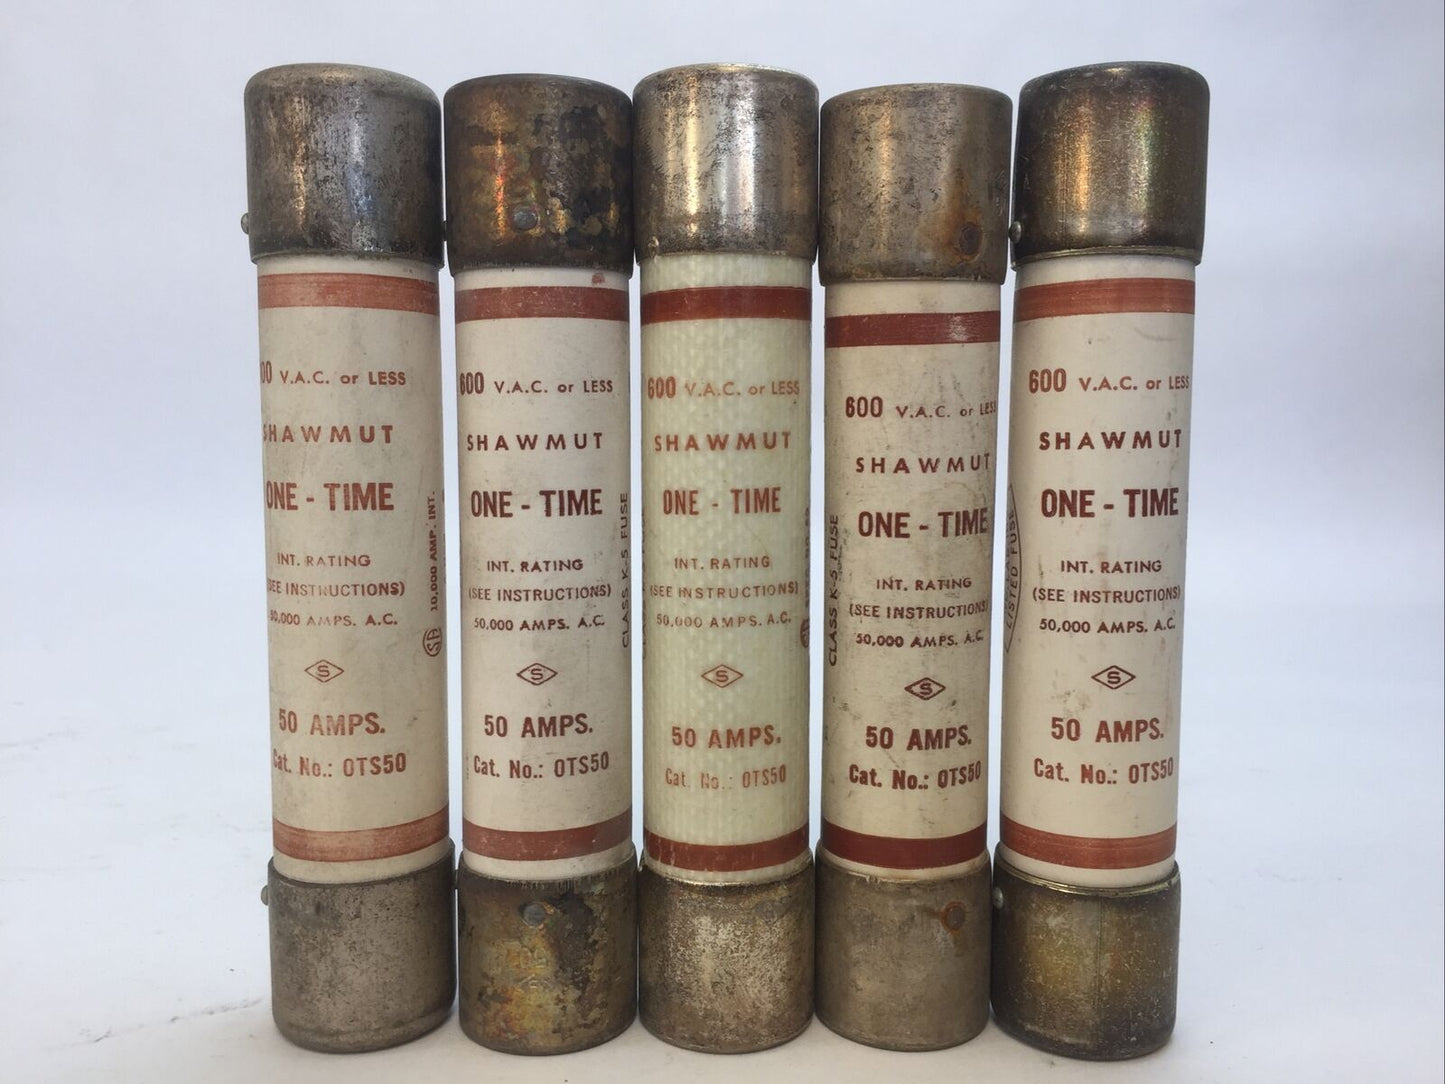 00 V.A.C. or LESS
SHAWMUT
ONE - TIME
INT. RATING
(SEE INSTRUCTIONS)
50,000 AMPS. A.C.
S
50 AMPS.
Cat. No.: OTS50
10,000 AMP. INT.
600 V.A.C. or LESS
SHAWMUT
ONE - TIME
INT. RATING
(SEE INSTRUCTIONS)
50,000 AMPS. A.C.
S
50 AMPS.
Cat. No.: OTS50
CLASS K-5 FUSE
600 V.A.C. or LESS
SHAWMUT
ONE - TIME
INT. RATING
(SEE INSTRUCTIONS)
50,000 AMPS. A.C.
S
50 AMPS.
Cat. No.: OTS50
CLASS K-5 FUSE
600 V.A.C. or LESS
SHAWMUT
ONE - TIME
INT. RATING
(SEE INSTRUCTIONS)
50,000 AMPS. A.C.
S
50 AMPS.
Cat. No.: OTS50
LISTED FUSE
600 V.A.C. or LESS
SHAWMUT
ONE - TIME
INT. RATING
(SEE INSTRUCTIONS)
50,000 AMPS. A.C.
S
50 AMPS.
Cat. No.: OTS50